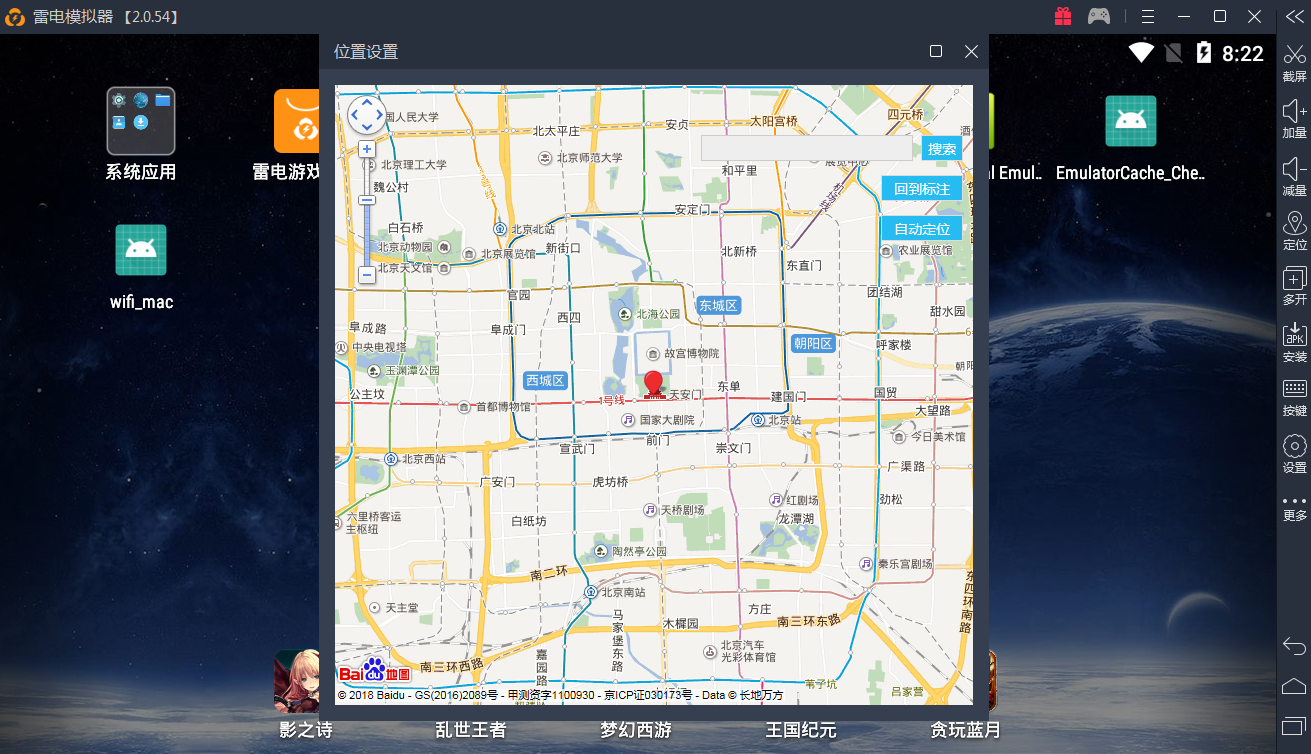 雷电模拟器 【2.0.54】
8:22
位置设置
系统应用
雷电游戏
l Emul..
EmulatorCache_Che..
wifi_mac
搜索
回到标注
自动定位
国人民大学
北太平庄
安贞
太阳宫桥
四元桥
北京理工大学
北京师范大学
魏公村
和平里
机场线
安定门
白石桥
北京北站
北京动物园
北京展览馆
新街口
北新桥
农业展览馆
北京天文馆
东直门
官园
团结湖
西四
北海公园
东城区
甜水园
阜成路
阜成门
朝阳区
呼家楼
中央电视塔
故宫博物院
玉渊潭公园
西城区
公主坟
1号线
天安门
东单
建国门
国贸
首都博物馆
国家大剧院
北京站
大望路
前门
今日美术馆
宣武门
崇文门
北京西站
广渠路
广安门
虎坊桥
红剧场
劲松
六里桥客运
主枢纽
白纸坊
天桥剧场
龙潭湖
陶然亭公园
秦乐宫剧场
南二环
北京南站
东四环南路
天主堂
马家堡东路
方庄
木樨园
南三环东路
北京汽车
光彩体育馆
嘉园路
南三环西路
Bai du 地图
苇子坑
吕家营
© 2018 Baidu - GS(2016)2089号 - 甲测资字1100930 - 京ICP证030173号 - Data © 长地万方
影之诗
乱世王者
梦幻西游
王国纪元
贪玩蓝月
截屏
加量
减量
定位
多开
APK
安装
按键
设置
更多